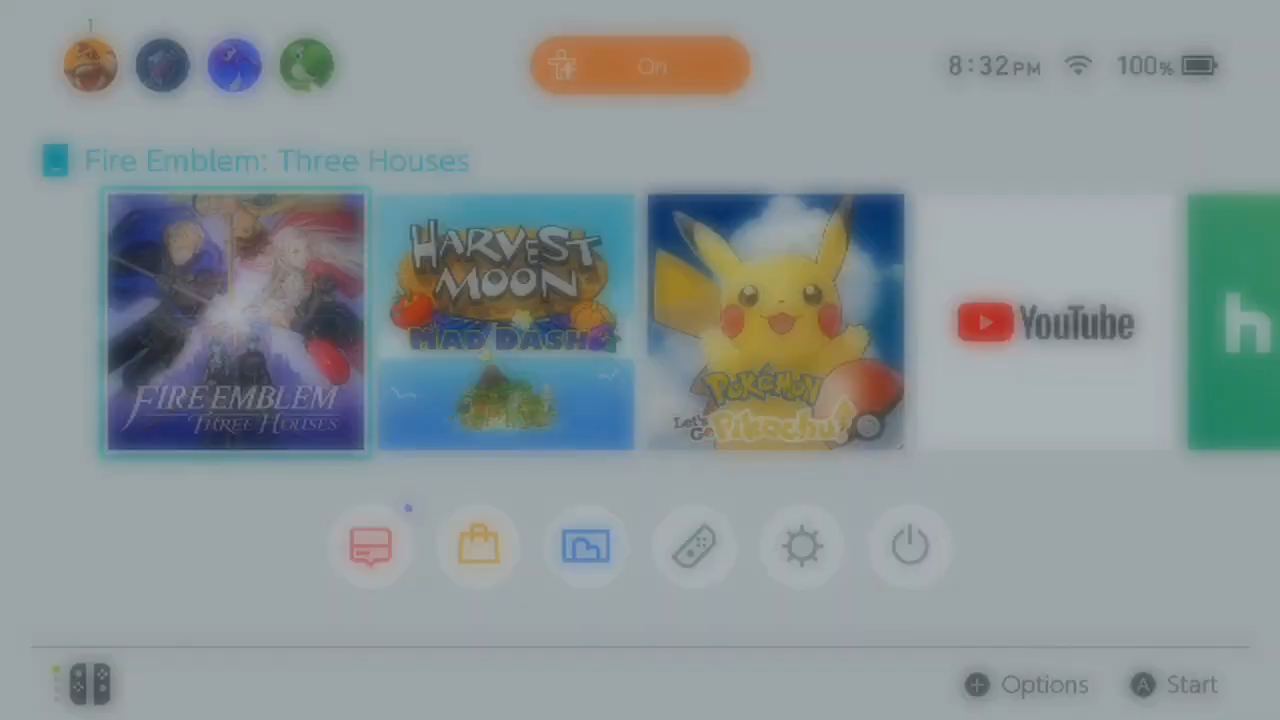 1
On
8:32 PM
100%
Fire Emblem: Three Houses
FIRE EMBLEM
THREE HOUSES
HARVEST
MOON
MAD DASH
POKÉMON
Let's
Go
Pikachu!
YouTube
h
Options
Start